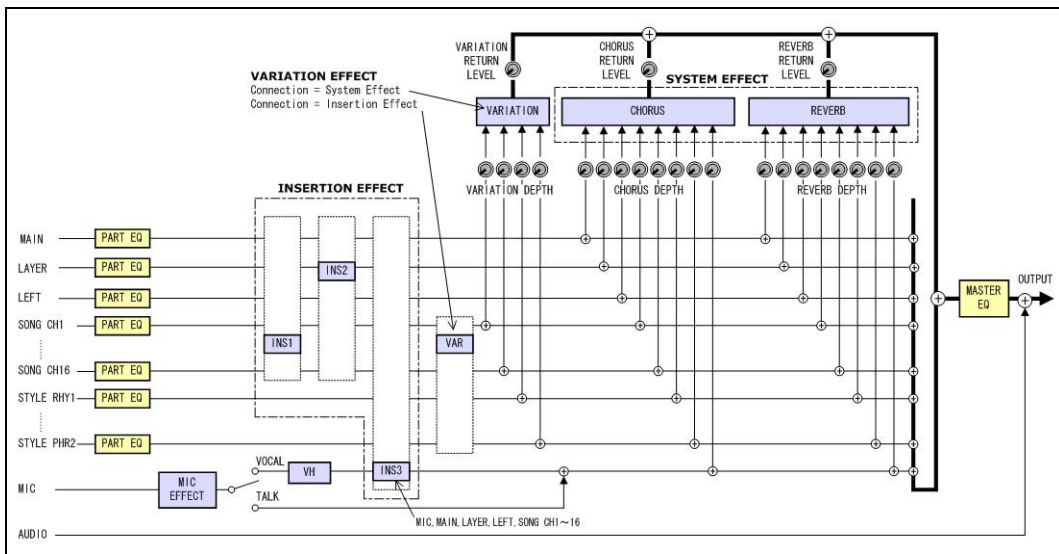 VARIATION
RETURN
LEVEL
CHORUS
RETURN
LEVEL
REVERB
RETURN
LEVEL
SYSTEM EFFECT
VARIATION EFFECT
Connection = System Effect
Connection = Insertion Effect
VARIATION
CHORUS
REVERB
VARIATION DEPTH
CHORUS DEPTH
REVERB DEPTH
INSERTION EFFECT
MAIN
PART EQ
LAYER
PART EQ
INS2
LEFT
PART EQ
MASTER
EQ
OUTPUT
SONG CH1
PART EQ
INS1
VAR
SONG CH16
PART EQ
STYLE RHY1
PART EQ
STYLE PHR2
PART EQ
MIC
MIC
EFFECT
VOCAL
VH
INS3
TALK
MIC, MAIN, LAYER, LEFT, SONG CH1~16
AUDIO